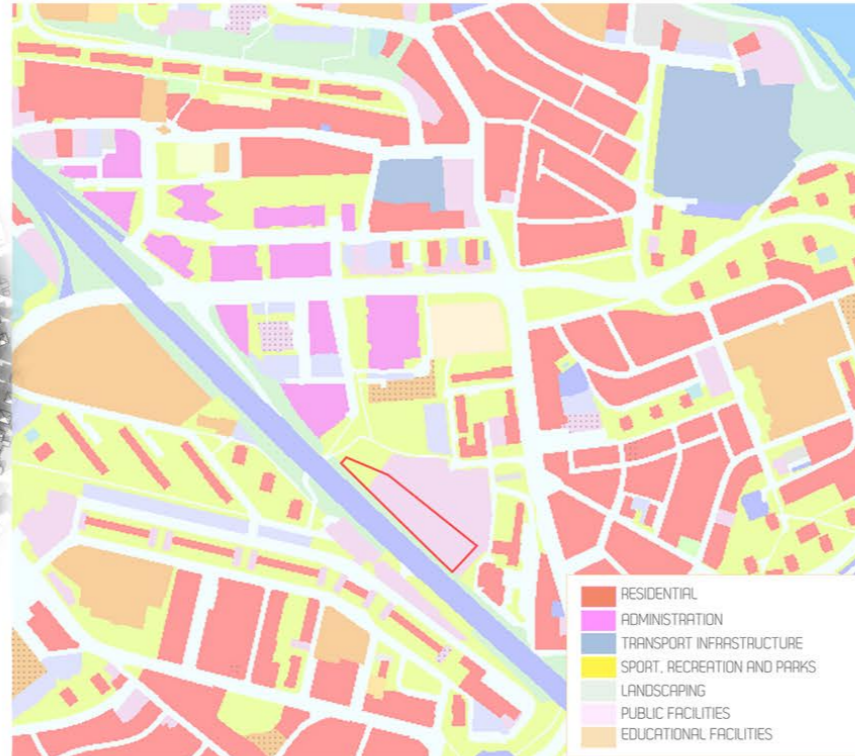 RESIDENTIAL
ADMINISTRATION
TRANSPORT INFRASTRUCTURE
SPORT, RECREATION AND PARKS
LANDSCAPING
PUBLIC FACILITIES
EDUCATIONAL FACILITIES